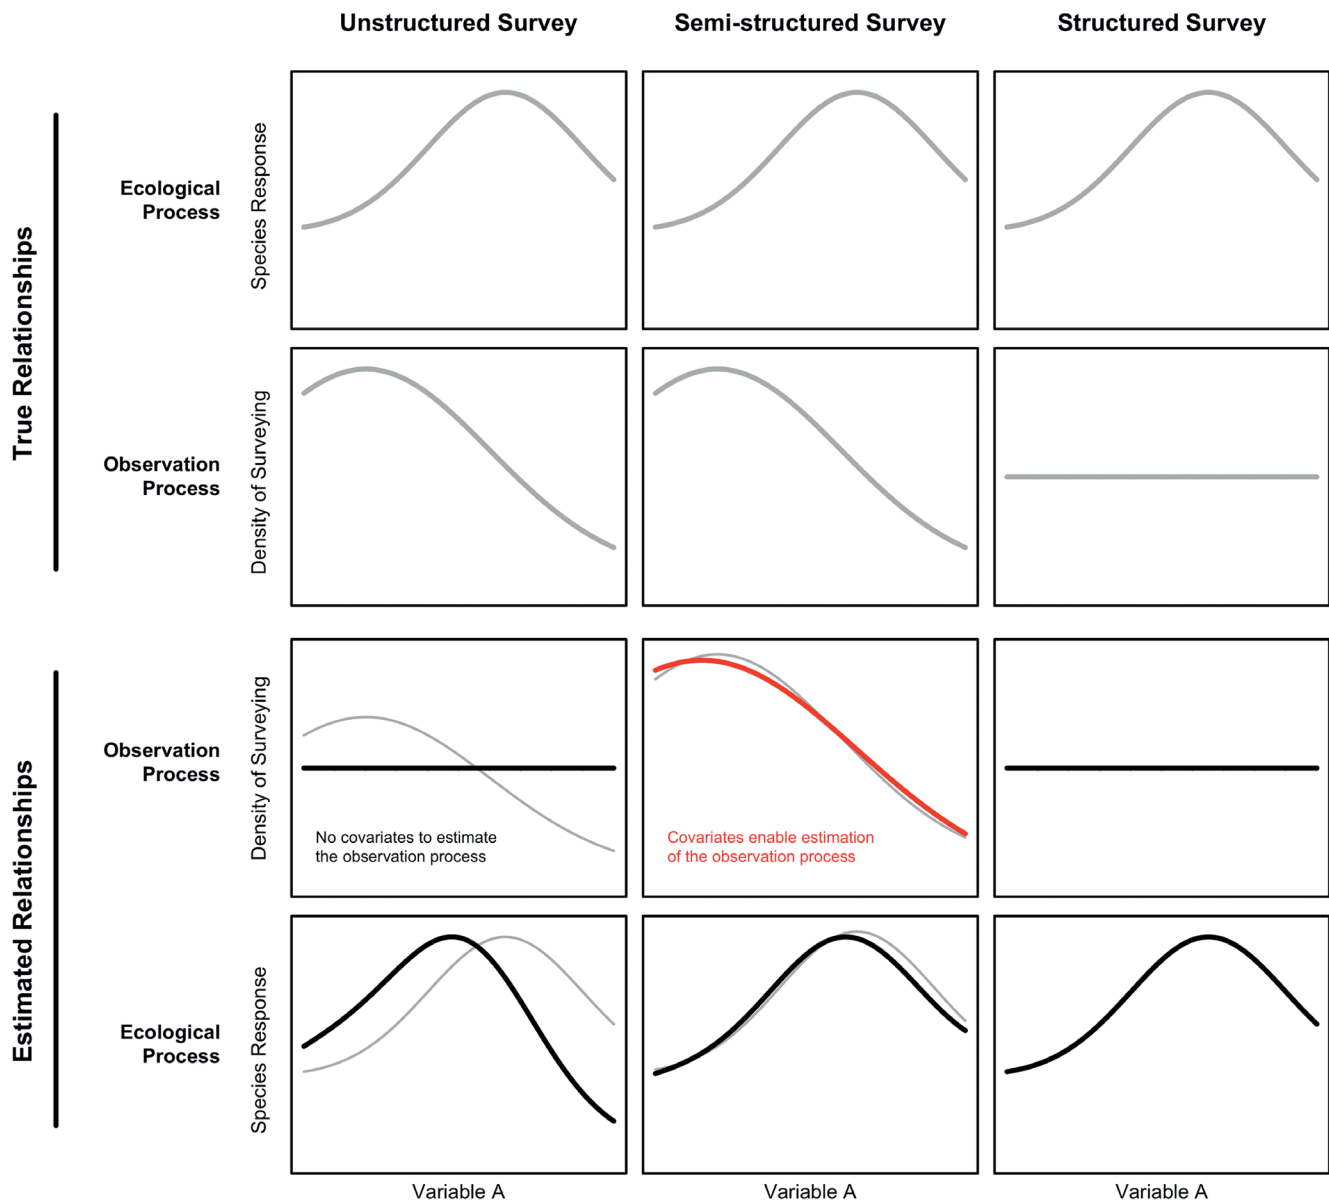 Unstructured Survey
Semi-structured Survey
Structured Survey
True Relationships
Ecological
Process
Species Response
Observation
Process
Density of Surveying
Estimated Relationships
Observation
Process
Density of Surveying
No covariates to estimate
the observation process
Covariates enable estimation
of the observation process
Ecological
Process
Species Response
Variable A
Variable A
Variable A